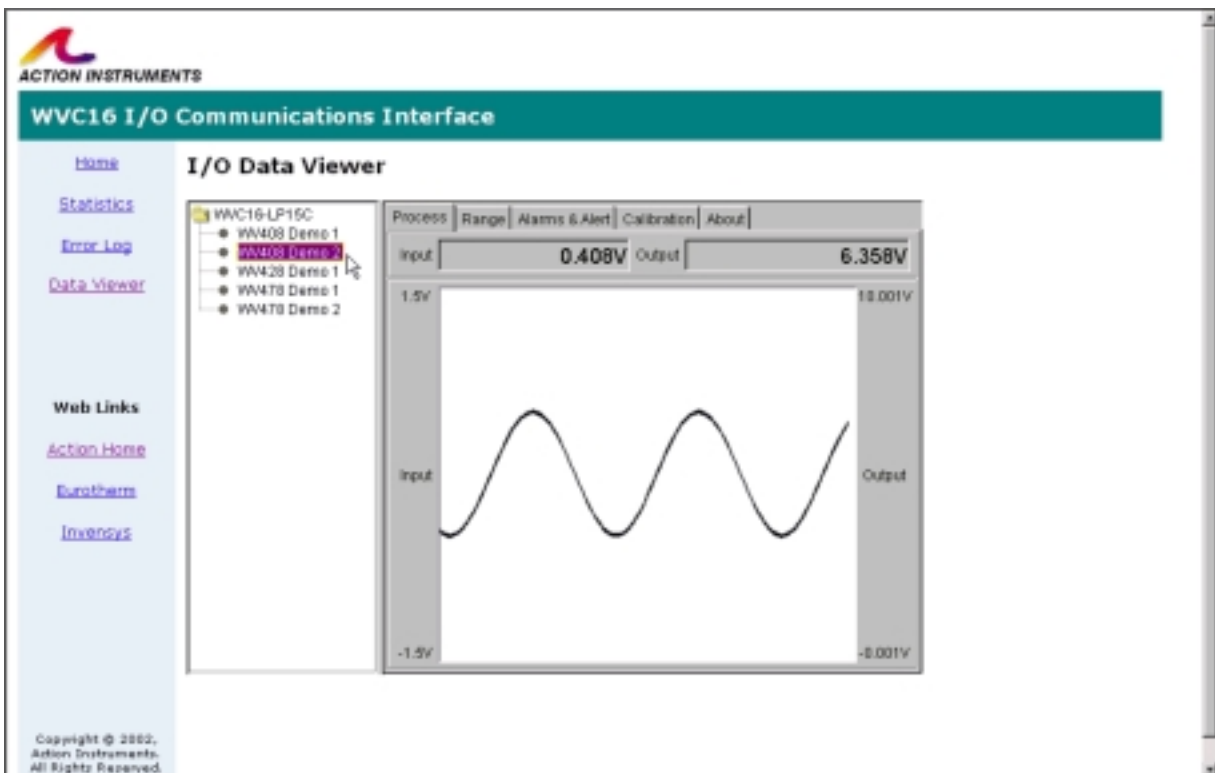 ACTION INSTRUMENTS
WVC16 I/O Communications Interface
Home
Statistics
Error Log
Data Viewer
Web Links
Action Home
Eurotherm
Invensys
Copyright © 2002,
Action Instruments.
All Rights Reserved.
I/O Data Viewer
WVC16-LP15C
WV408 Demo 1
WV408 Demo 2
WV428 Demo 1
WV478 Demo 1
WV478 Demo 2
Process Range Alarms & Alert Calibration About
Input 0.408V Output 6.358V
1.5V 10.001V
Input Output
-1.5V -0.001V